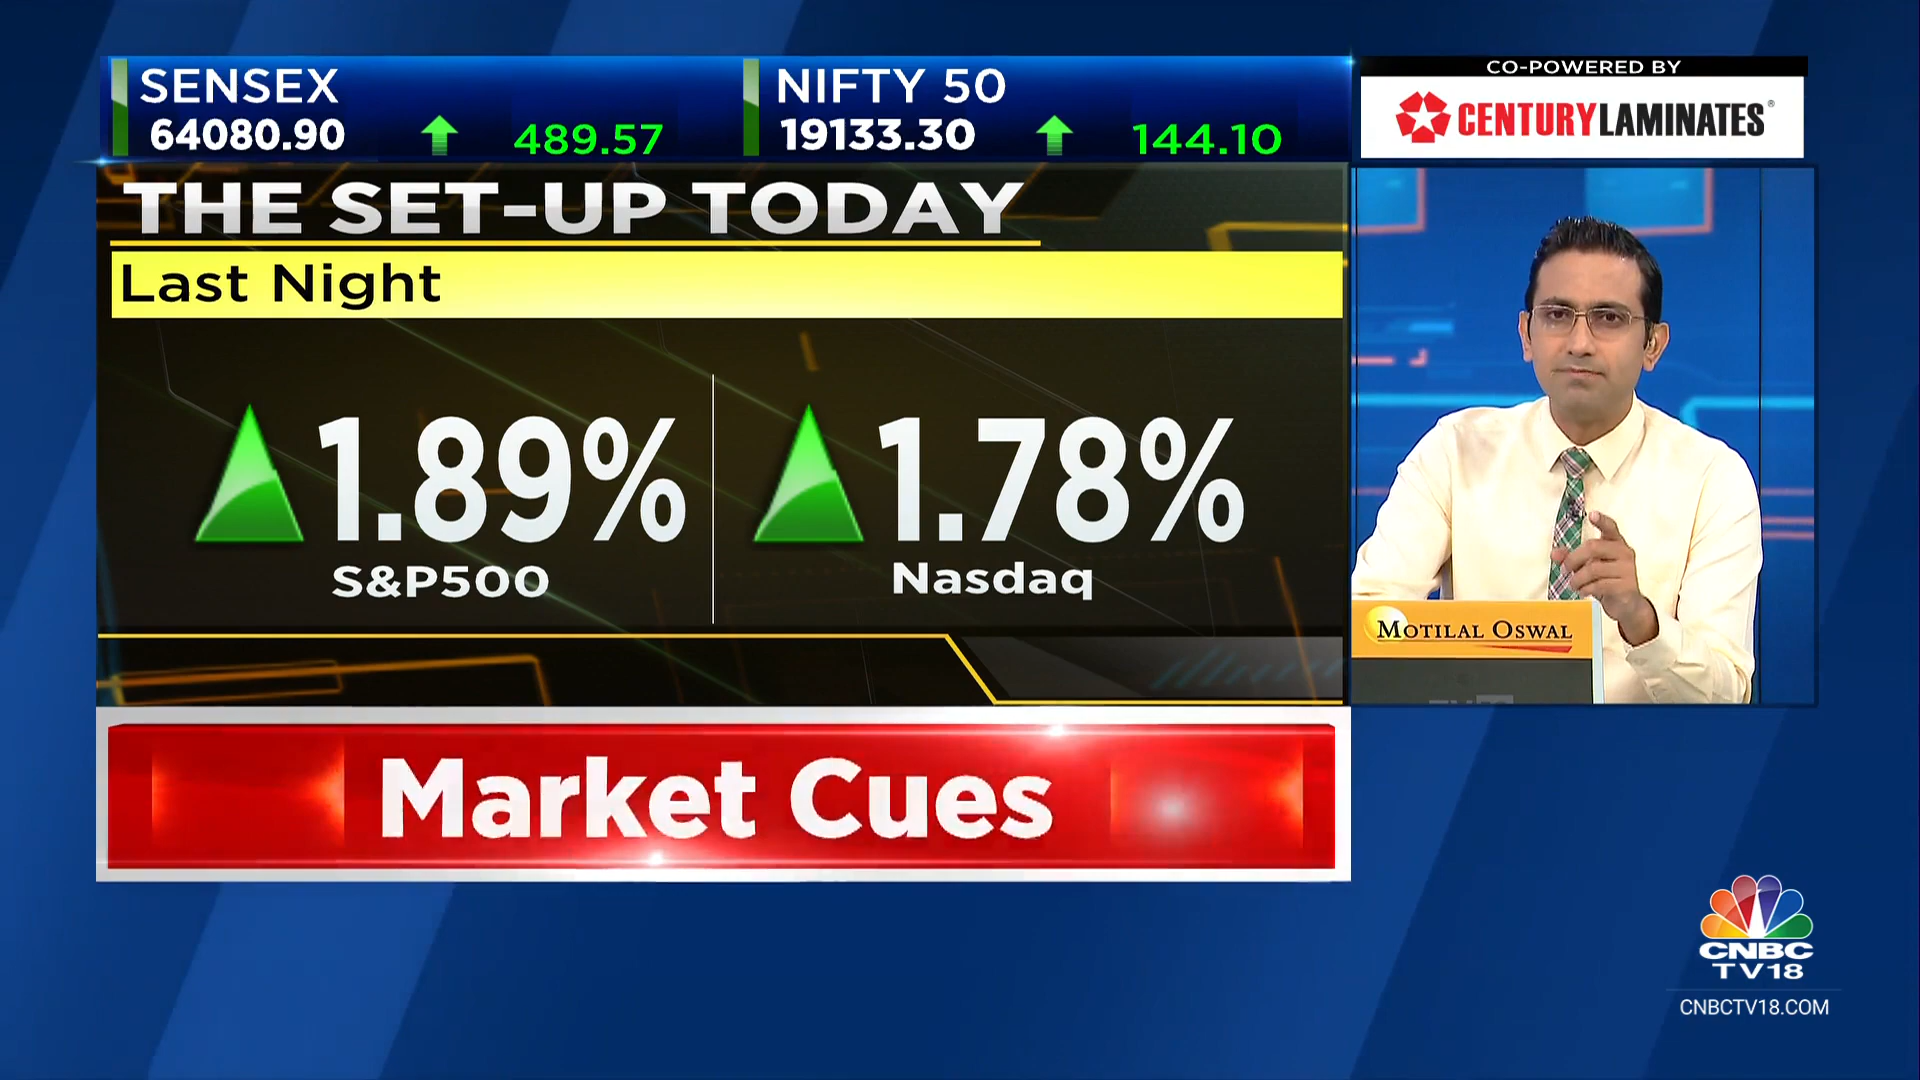 SENSEX
64080.90 489.57
NIFTY 50
19133.30 144.10
CO-POWERED BY
CENTURYLAMINATES®
THE SET-UP TODAY
Last Night
1.89%
S&P500
1.78%
Nasdaq
MOTILAL OSWAL
Market Cues
CNBC
TV18
CNBCTV18.COM